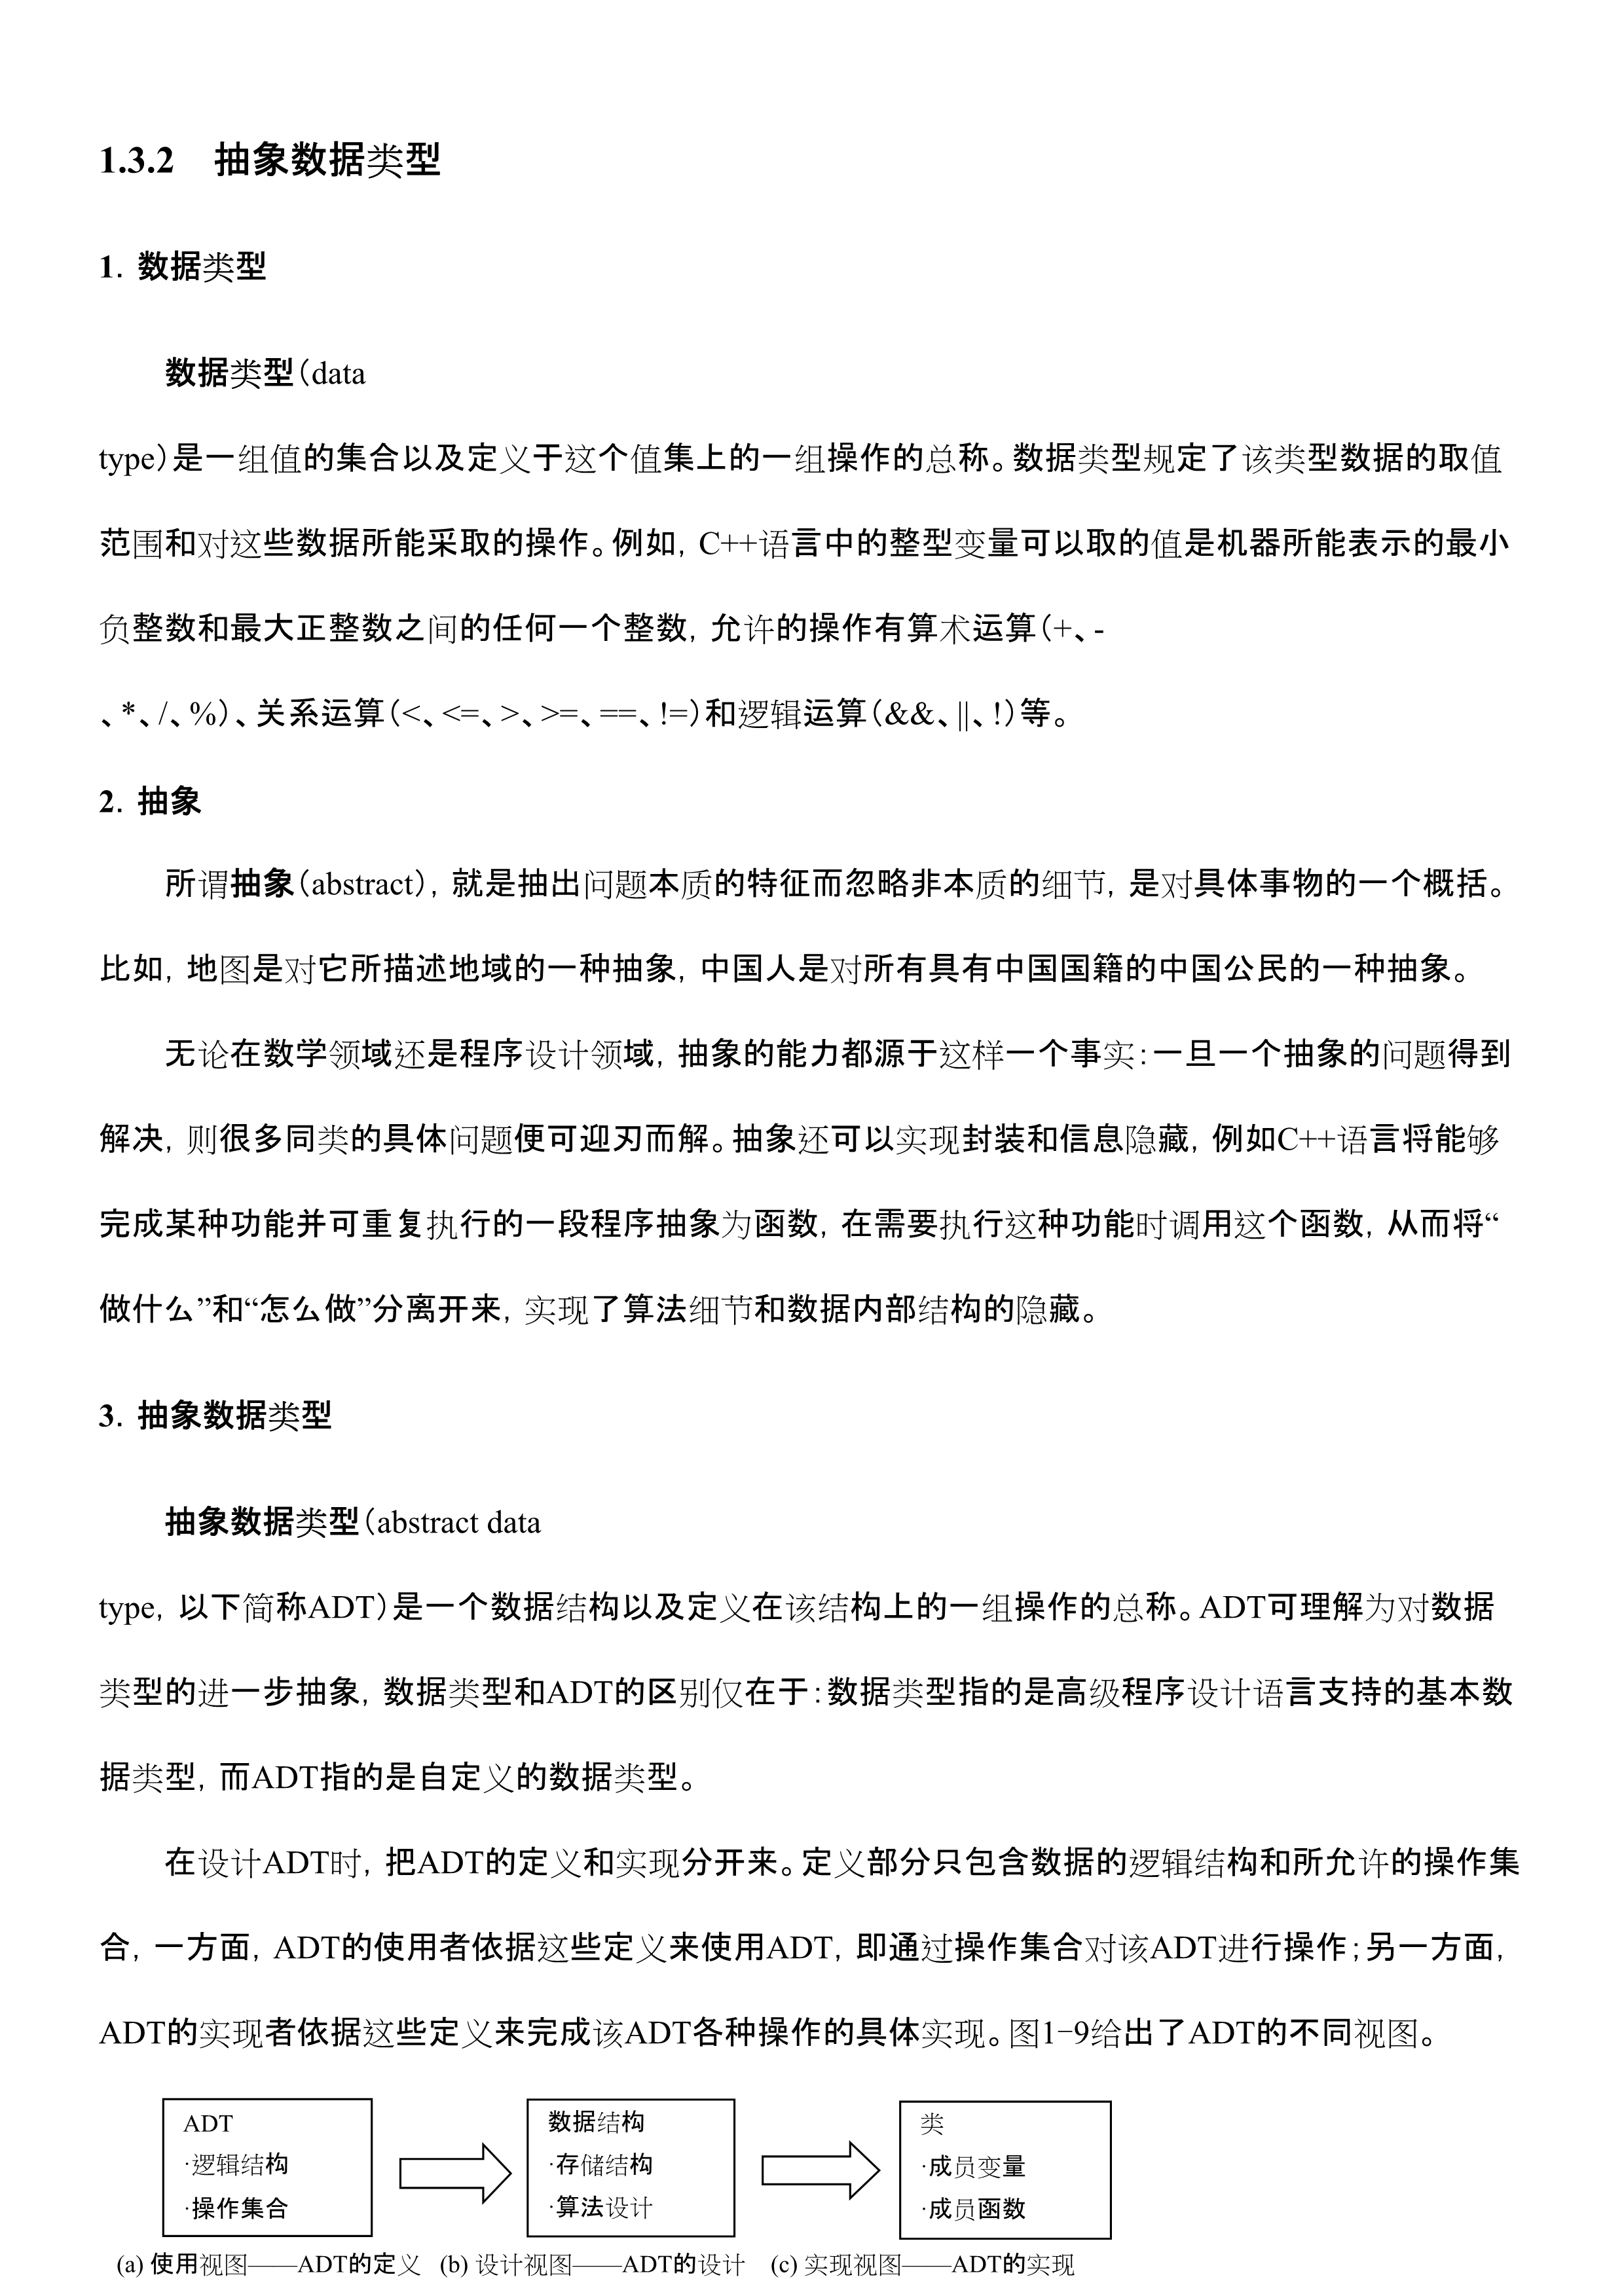 1.3.2 抽象数据类型
1. 数据类型
数据类型（data
type）是一组值的集合以及定义于这个值集上的一组操作的总称。数据类型规定了该类型数据的取值
范围和对这些数据所能采取的操作。例如，C++语言中的整型变量可以取的值是机器所能表示的最小
负整数和最大正整数之间的任何一个整数，允许的操作有算术运算（+、-
、*、/、%）、关系运算（<、<=、>、>=、==、!=）和逻辑运算（&&、||、!）等。
2. 抽象
所谓抽象（abstract），就是抽出问题本质的特征而忽略非本质的细节，是对具体事物的一个概括。
比如，地图是对它所描述地域的一种抽象，中国人是对所有具有中国国籍的中国公民的一种抽象。
无论在数学领域还是程序设计领域，抽象的能力都源于这样一个事实：一旦一个抽象的问题得到
解决，则很多同类的具体问题便可迎刃而解。抽象还可以实现封装和信息隐藏，例如C++语言将能够
完成某种功能并可重复执行的一段程序抽象为函数，在需要执行这种功能时调用这个函数，从而将“
做什么”和“怎么做”分离开来，实现了算法细节和数据内部结构的隐藏。
3. 抽象数据类型
抽象数据类型（abstract data
type，以下简称ADT）是一个数据结构以及定义在该结构上的一组操作的总称。ADT可理解为对数据
类型的进一步抽象，数据类型和ADT的区别仅在于：数据类型指的是高级程序设计语言支持的基本数
据类型，而ADT指的是自定义的数据类型。
在设计ADT时，把ADT的定义和实现分开来。定义部分只包含数据的逻辑结构和所允许的操作集
合，一方面，ADT的使用者依据这些定义来使用ADT，即通过操作集合对该ADT进行操作；另一方面，
ADT的实现者依据这些定义来完成该ADT各种操作的具体实现。图1-9给出了ADT的不同视图。
ADT
·逻辑结构
·操作集合
数据结构
·存储结构
·算法设计
类
·成员变量
·成员函数
(a) 使用视图——ADT的定义 (b) 设计视图——ADT的设计 (c) 实现视图——ADT的实现